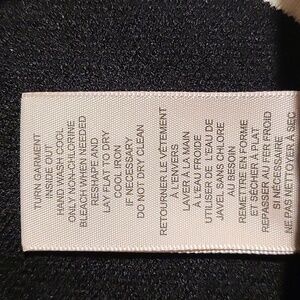 TURN GARMENT
INSIDE OUT
HAND WASH COOL
ONLY NON-CHLORINE
BLEACH WHEN NEEDED
RESHAPE AND
LAY FLAT TO DRY
COOL IRON
IF NECESSARY
DO NOT DRY CLEAN
RETOURNER LE VÊTEMENT
À L'ENVERS
LAVER À LA MAIN
À L'EAU FROIDE
UTILISER DE L'EAU DE
JAVEL SANS CHLORE
AU BESOIN
REMETTRE EN FORME
ET SÉCHER À PLAT
REPASSER AU FER FROID
SI NÉCESSAIRE
NE PAS NETTOYER À SEC